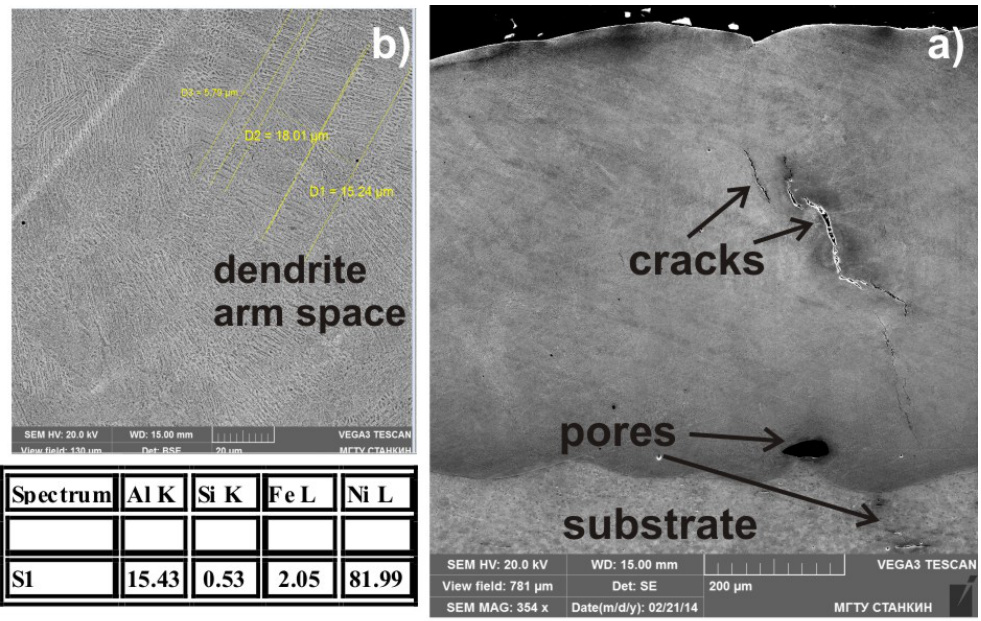 b)
D3 = 5.79 µm
D2 = 18.01 µm
D1 = 15.24 µm
dendrite
arm space
SEM HV: 20.0 kV WD: 15.00 mm VEGA3 TESCAN
View field: 130 µm Det: BSE 20 µm МГТУ СТАНКИН
Spectrum Al K Si K Fe L Ni L
S1 15.43 0.53 2.05 81.99
a)
cracks
pores
substrate
SEM HV: 20.0 kV WD: 15.00 mm VEGA3 TESCAN
View field: 781 µm Det: SE 200 µm
SEM MAG: 354 x Date(m/d/y): 02/21/14 МГТУ СТАНКИН